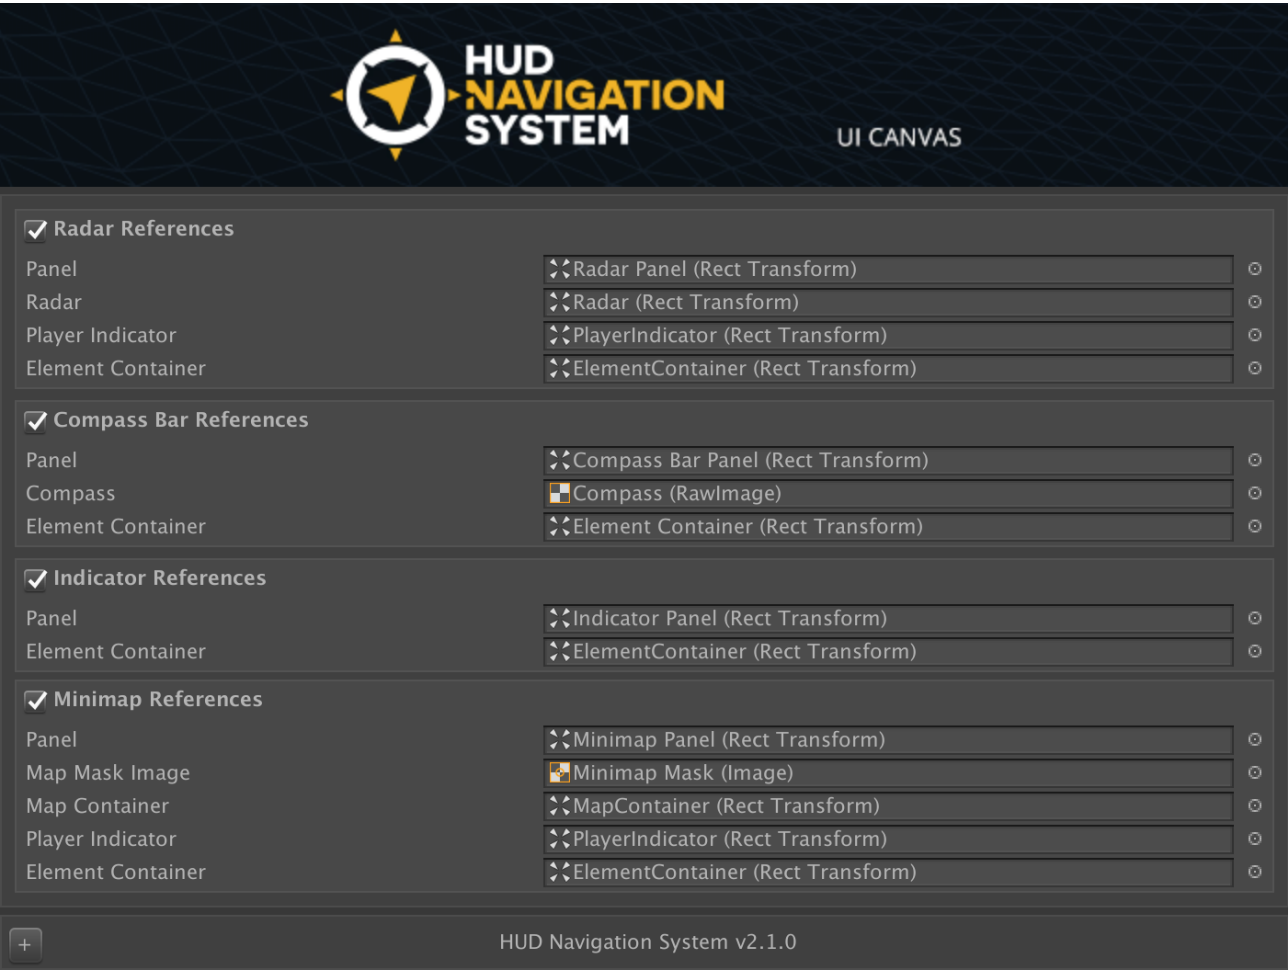 HUD
NAVIGATION
SYSTEM
UI CANVAS
Radar References
Panel Radar Panel (Rect Transform)
Radar Radar (Rect Transform)
Player Indicator PlayerIndicator (Rect Transform)
Element Container ElementContainer (Rect Transform)
Compass Bar References
Panel Compass Bar Panel (Rect Transform)
Compass Compass (RawImage)
Element Container Element Container (Rect Transform)
Indicator References
Panel Indicator Panel (Rect Transform)
Element Container ElementContainer (Rect Transform)
Minimap References
Panel Minimap Panel (Rect Transform)
Map Mask Image Minimap Mask (Image)
Map Container MapContainer (Rect Transform)
Player Indicator PlayerIndicator (Rect Transform)
Element Container ElementContainer (Rect Transform)
+ HUD Navigation System v2.1.0